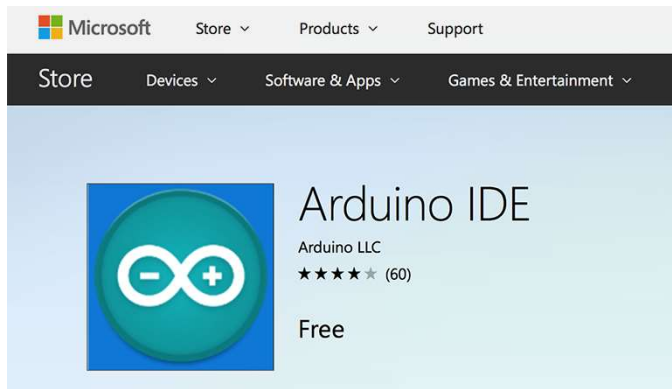 Microsoft Store Products Support
Store Devices Software & Apps Games & Entertainment
Arduino IDE
Arduino LLC
★★★★★ (60)
Free